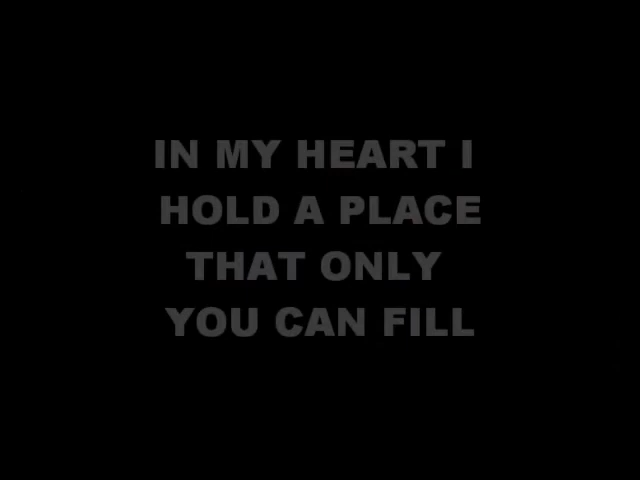 IN MY HEART I
HOLD A PLACE
THAT ONLY
YOU CAN FILL